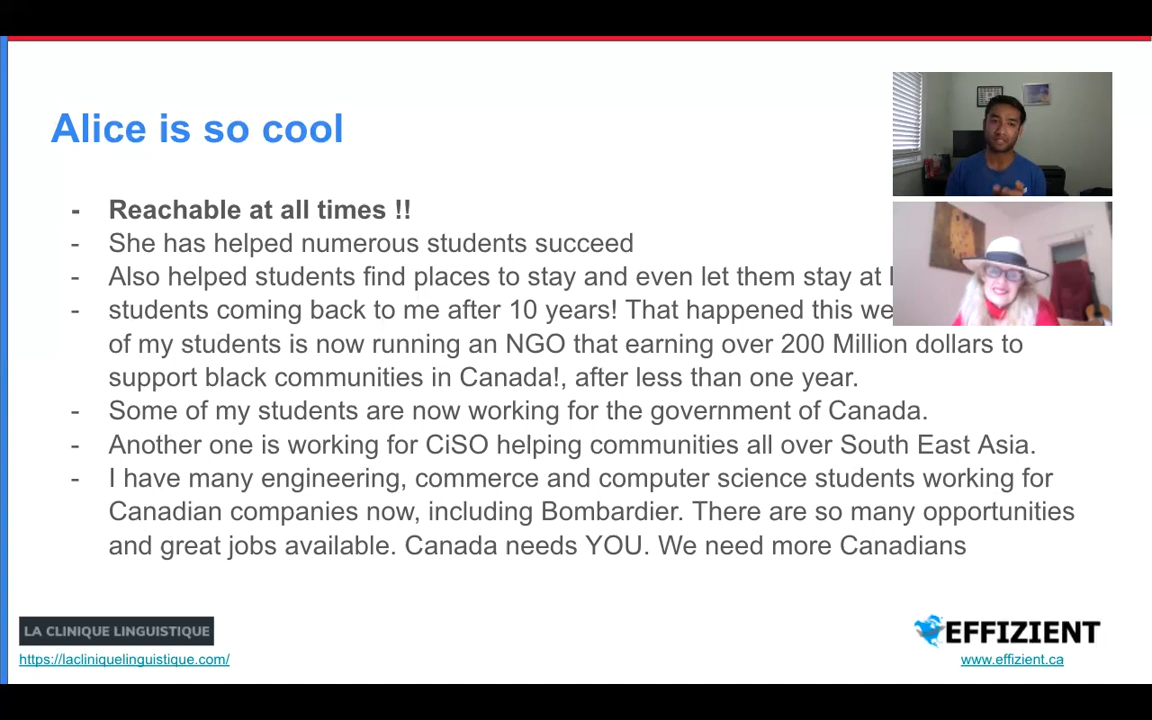 Alice is so cool
- Reachable at all times !!
- She has helped numerous students succeed
- Also helped students find places to stay and even let them stay at
- students coming back to me after 10 years! That happened this
of my students is now running an NGO that earning over 200 Million dollars to
support black communities in Canada!, after less than one year.
- Some of my students are now working for the government of Canada.
- Another one is working for CiSO helping communities all over South East Asia.
- I have many engineering, commerce and computer science students working for
Canadian companies now, including Bombardier. There are so many opportunities
and great jobs available. Canada needs YOU. We need more Canadians
LA CLINIQUE LINGUISTIQUE
EFFIZIENT
https://lacliniquelinguistique.com/
www.effizient.ca